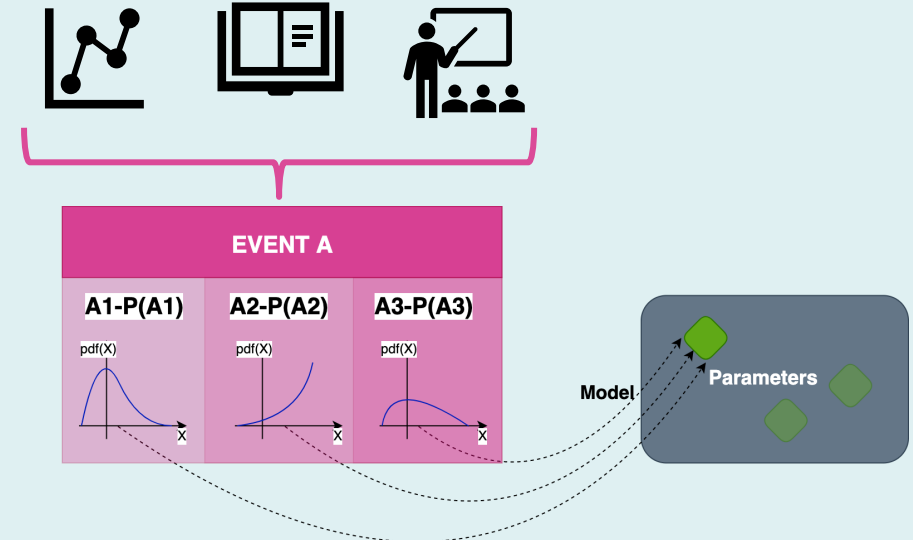 EVENT A
A1-P(A1)
A2-P(A2)
A3-P(A3)
pdf(X)
pdf(X)
pdf(X)
X
X
X
Model
Parameters